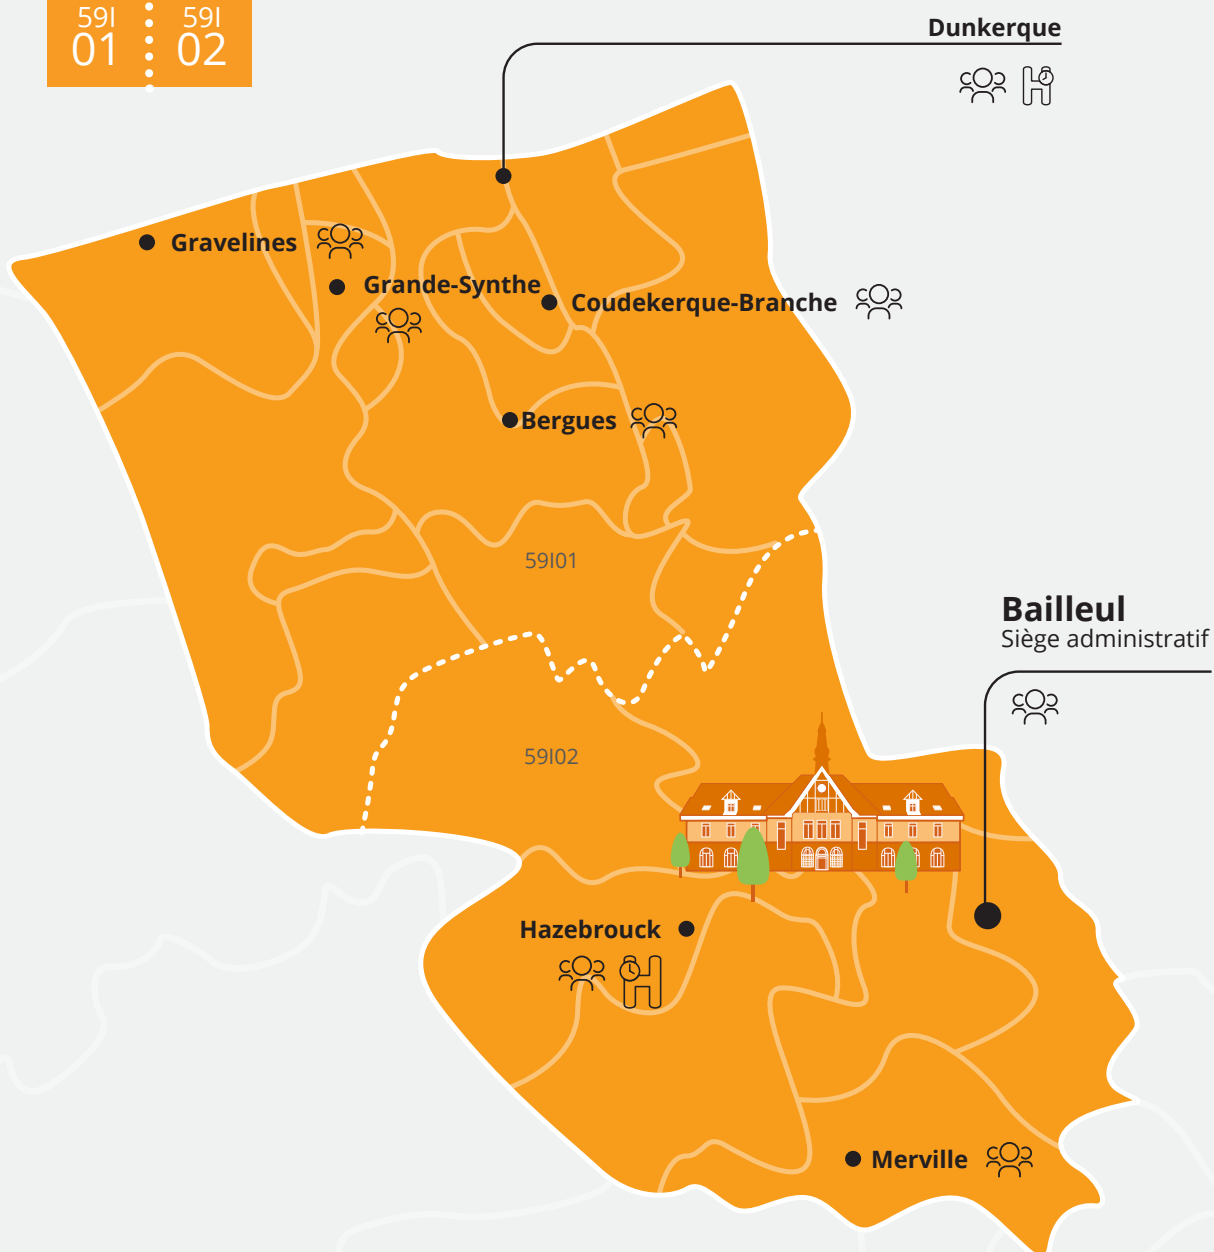 59I
01
59I
02
Dunkerque
Gravelines
Grande-Synthe
Coudekerque-Branche
Bergues
59I01
Bailleul
Siège administratif
59I02
Hazebrouck
Merville